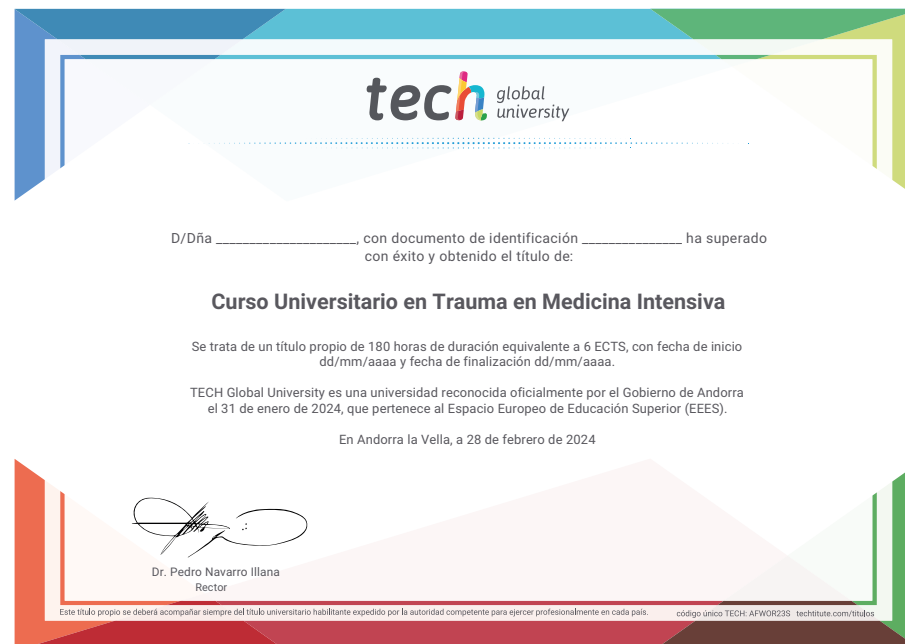 tech global university
D/Dña _____________________, con documento de identificación _______________ ha superado
con éxito y obtenido el título de:
Curso Universitario en Trauma en Medicina Intensiva
Se trata de un título propio de 180 horas de duración equivalente a 6 ECTS, con fecha de inicio
dd/mm/aaaa y fecha de finalización dd/mm/aaaa.
TECH Global University es una universidad reconocida oficialmente por el Gobierno de Andorra
el 31 de enero de 2024, que pertenece al Espacio Europeo de Educación Superior (EEES).
En Andorra la Vella, a 28 de febrero de 2024
Dr. Pedro Navarro Illana
Rector
Este título propio se deberá acompañar siempre del título universitario habilitante expedido por la autoridad competente para ejercer profesionalmente en cada país.
código único TECH: AFWOR23S techtitute.com/titulos